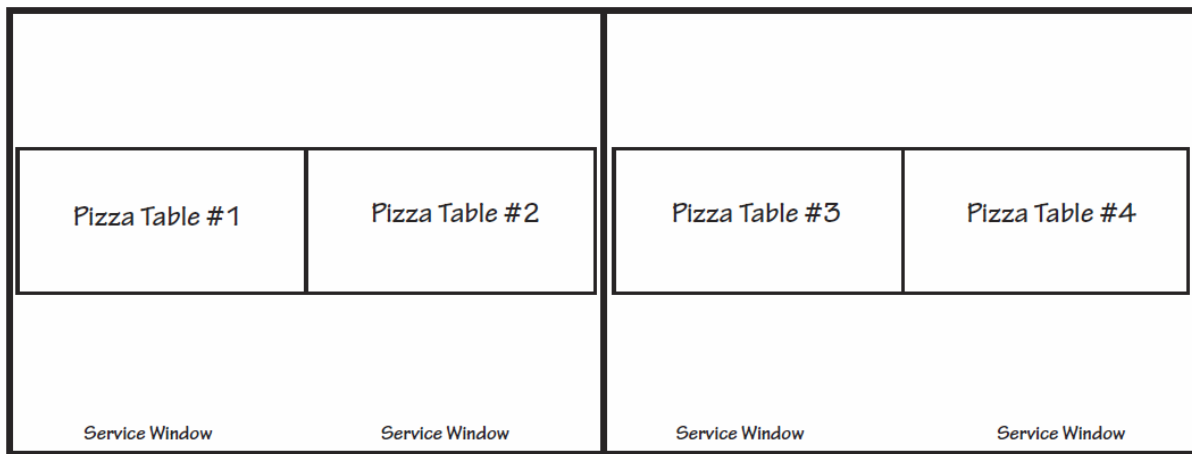 Pizza Table #1
Pizza Table #2
Pizza Table #3
Pizza Table #4
Service Window
Service Window
Service Window
Service Window